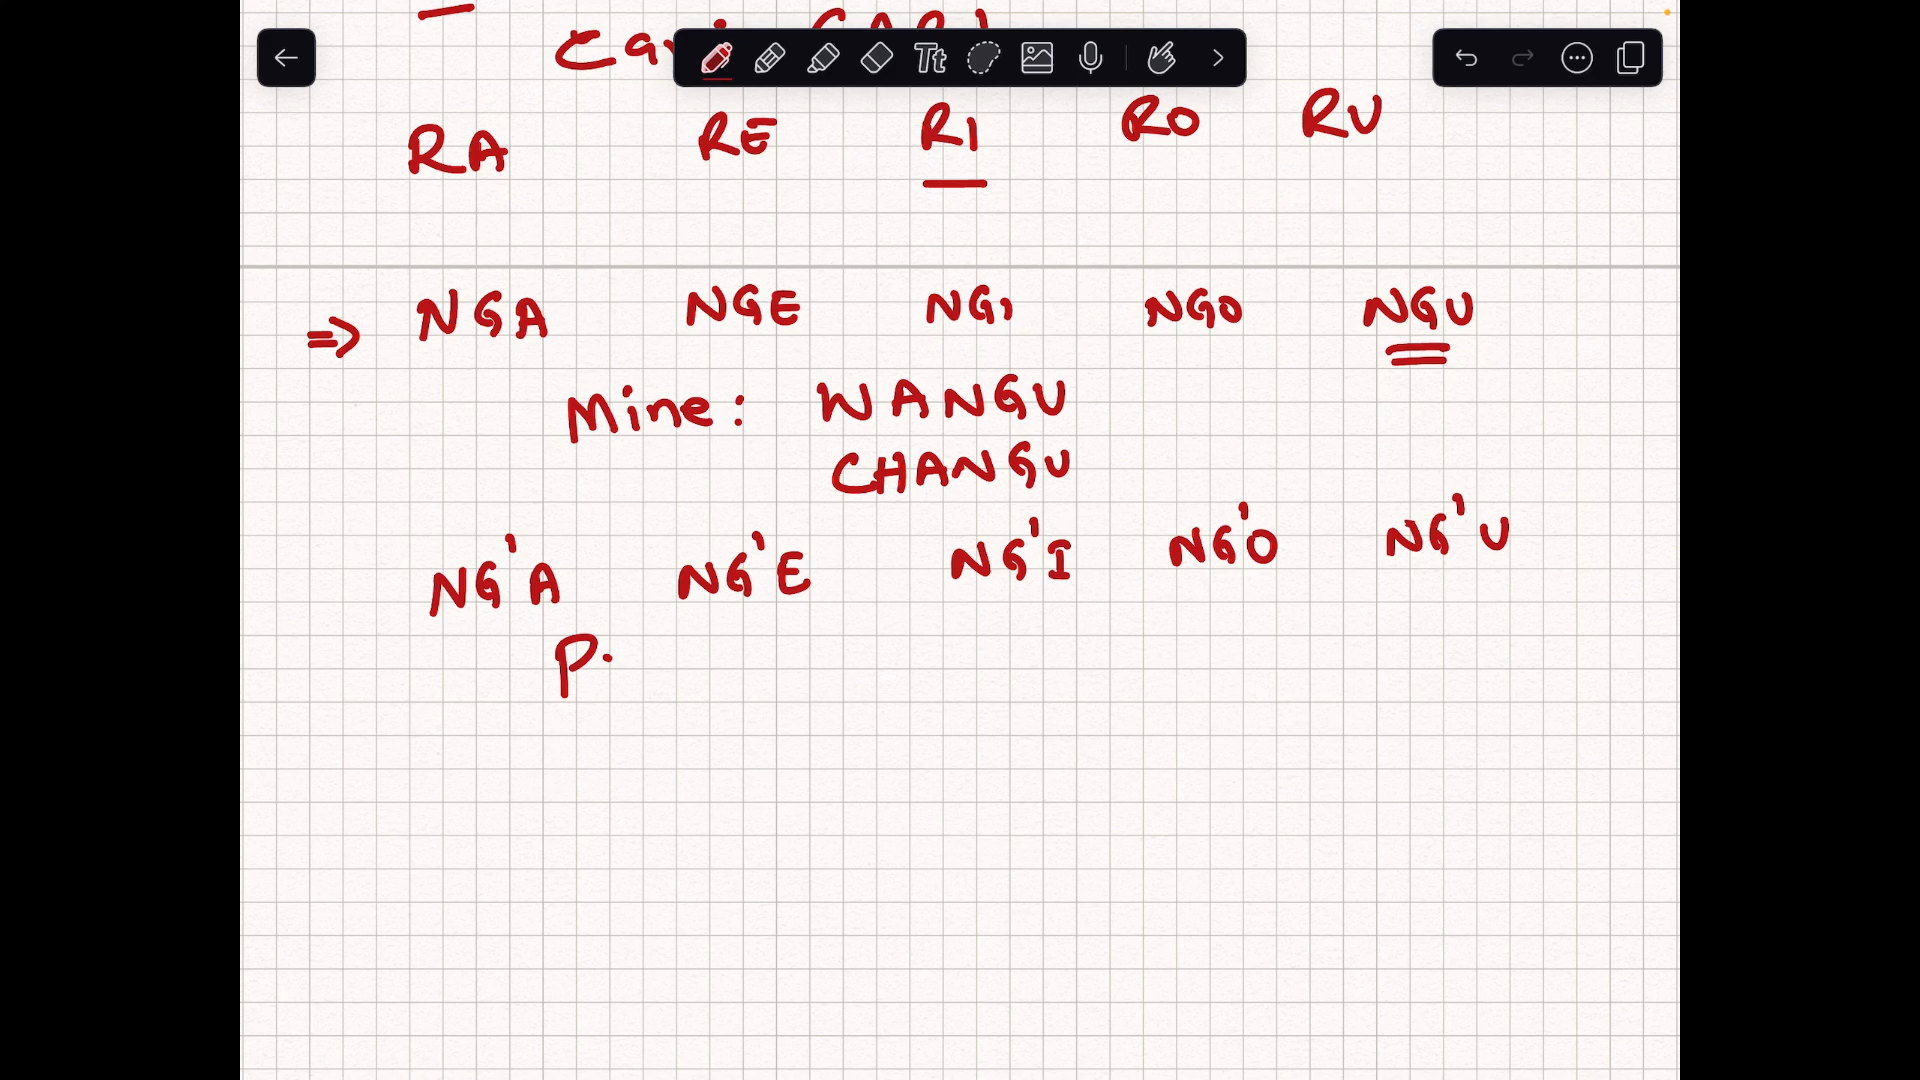 RA RE RI RO RU
⇒ NGA NGE NGI NGO NGU
Mine: WANGU
CHANGU
NG'A NG'E NG'I NG'O NG'U
P.